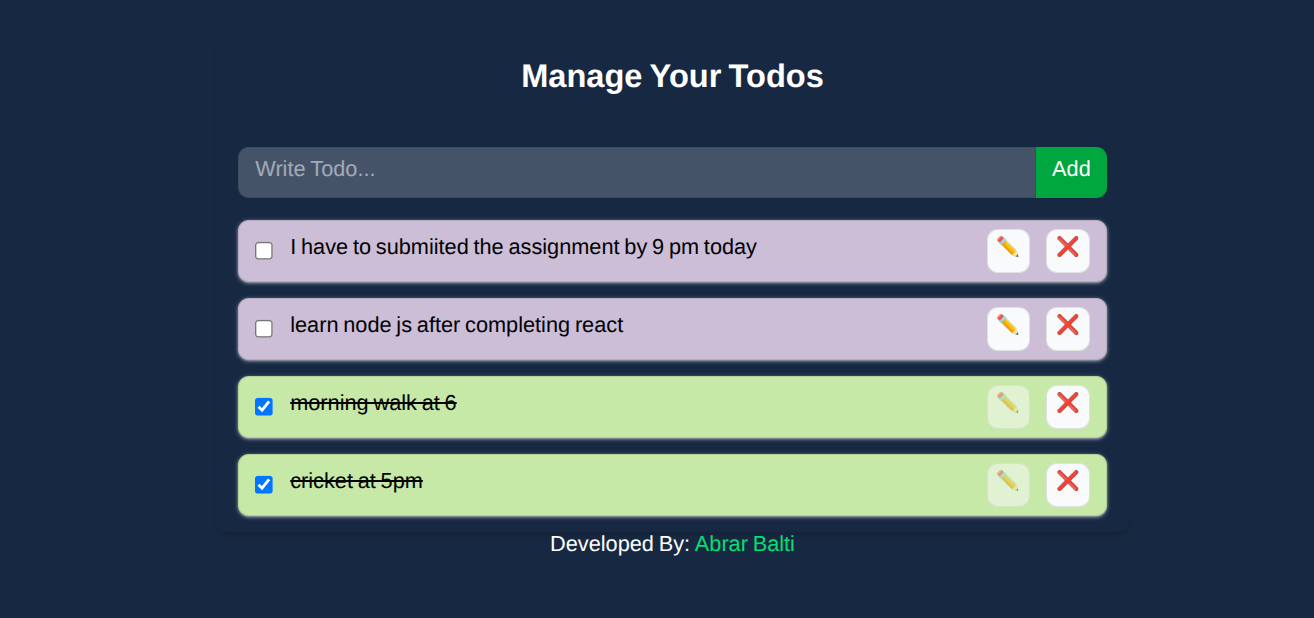 Manage Your Todos
Write Todo...
Add
I have to submiited the assignment by 9 pm today
learn node js after completing react
morning walk at 6
cricket at 5pm
Developed By: Abrar Balti